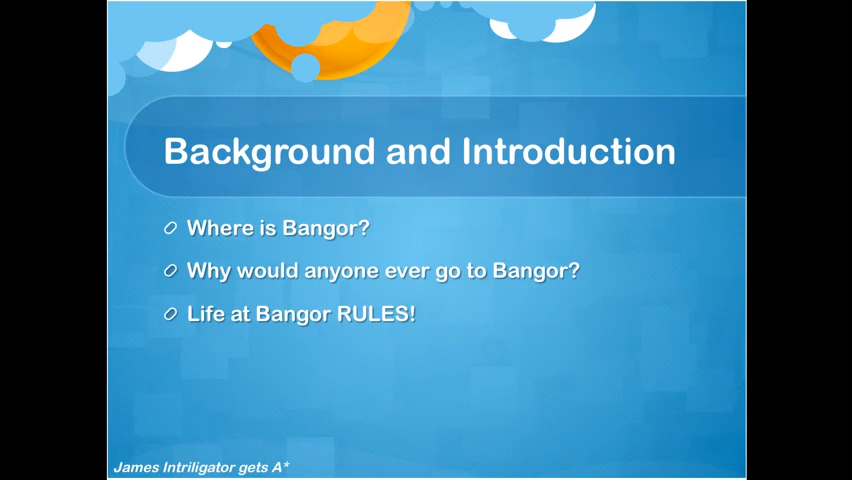 Background and Introduction
Where is Bangor?
Why would anyone ever go to Bangor?
Life at Bangor RULES!
James Intriligator gets A*